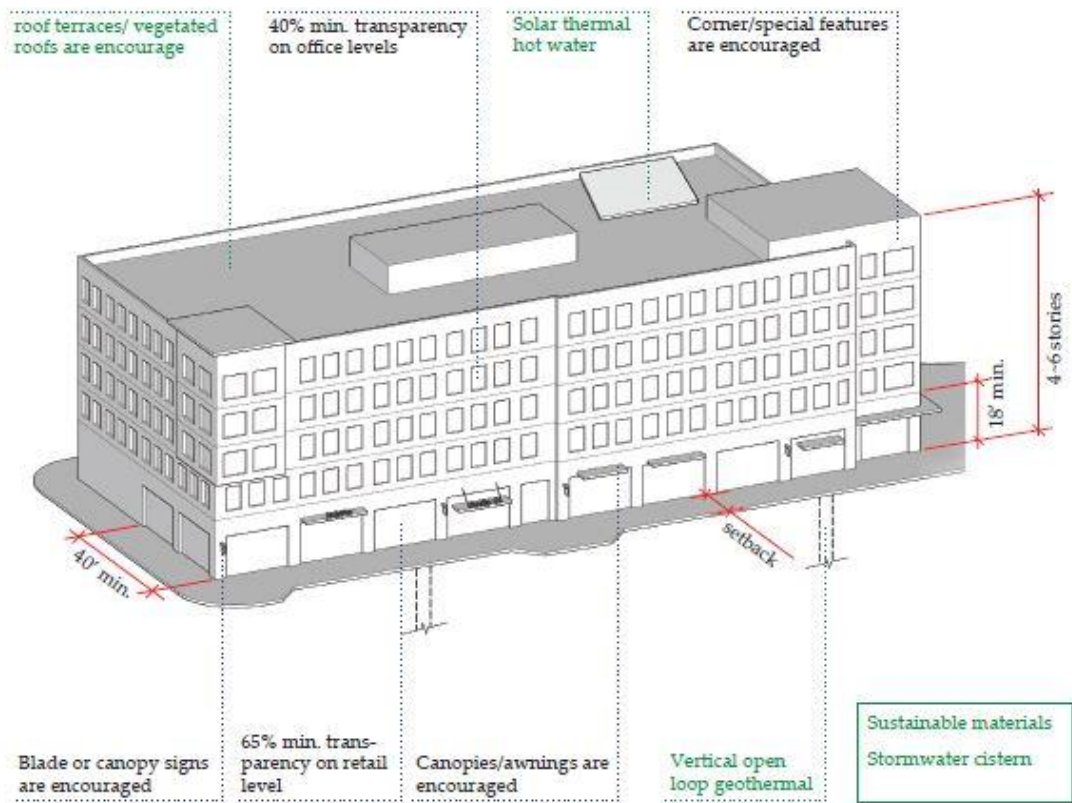 roof terraces/ vegetated
roofs are encourage
40% min. transparency
on office levels
Solar thermal
hot water
Corner/special features
are encouraged
4-6 stories
18' min.
setback
40' min.
Blade or canopy signs
are encouraged
65% min. trans-
parency on retail
level
Canopies/awnings are
encouraged
Vertical open
loop geothermal
Sustainable materials
Stormwater cistern